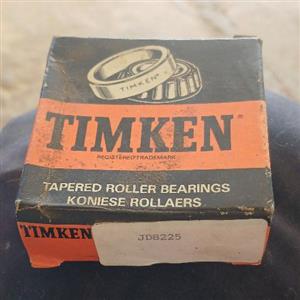 TIMKEN
TIMKEN®
REGISTERED TRADEMARK
TAPERED ROLLER BEARINGS
KONIESE ROLLAERS
TIMKEN
JD8225